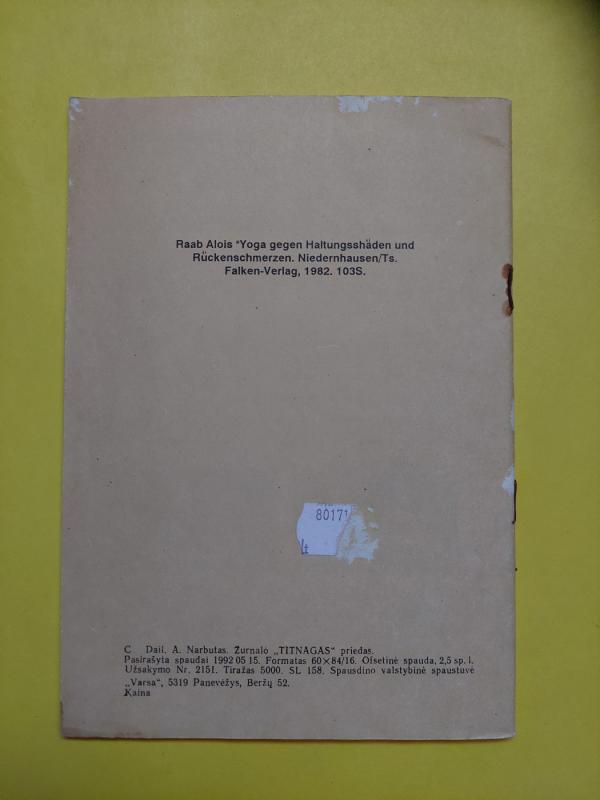 Raab Alois "Yoga gegen Haltungsshäden und
Rückenschmerzen. Niedernhausen/Ts.
Falken-Verlag, 1982. 103S.
80171
Lt
C Dail. A. Narbutas. Žurnalo „TITNAGAS“ priedas.
Pasirašyta spaudai 1992 05 15. Formatas 60×84/16. Ofsetinė spauda, 2,5 sp. l.
Užsakymo Nr. 2151. Tiražas 5000. SL 158. Spausdino valstybinė spaustuvė
„Varsa“, 5319 Panevėžys, Beržų 52.
Kaina